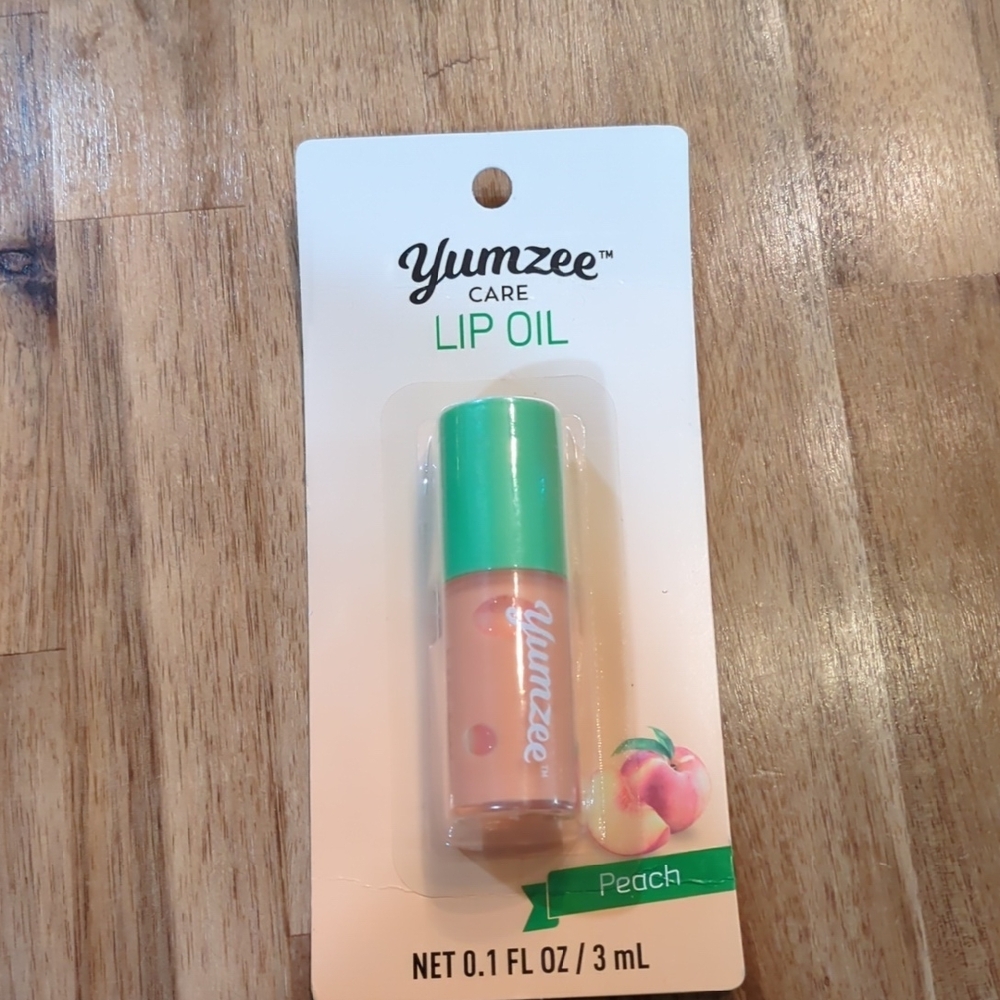 Yumzee™
CARE
LIP OIL
Yumzee™
Peach
NET 0.1 FL OZ / 3 mL